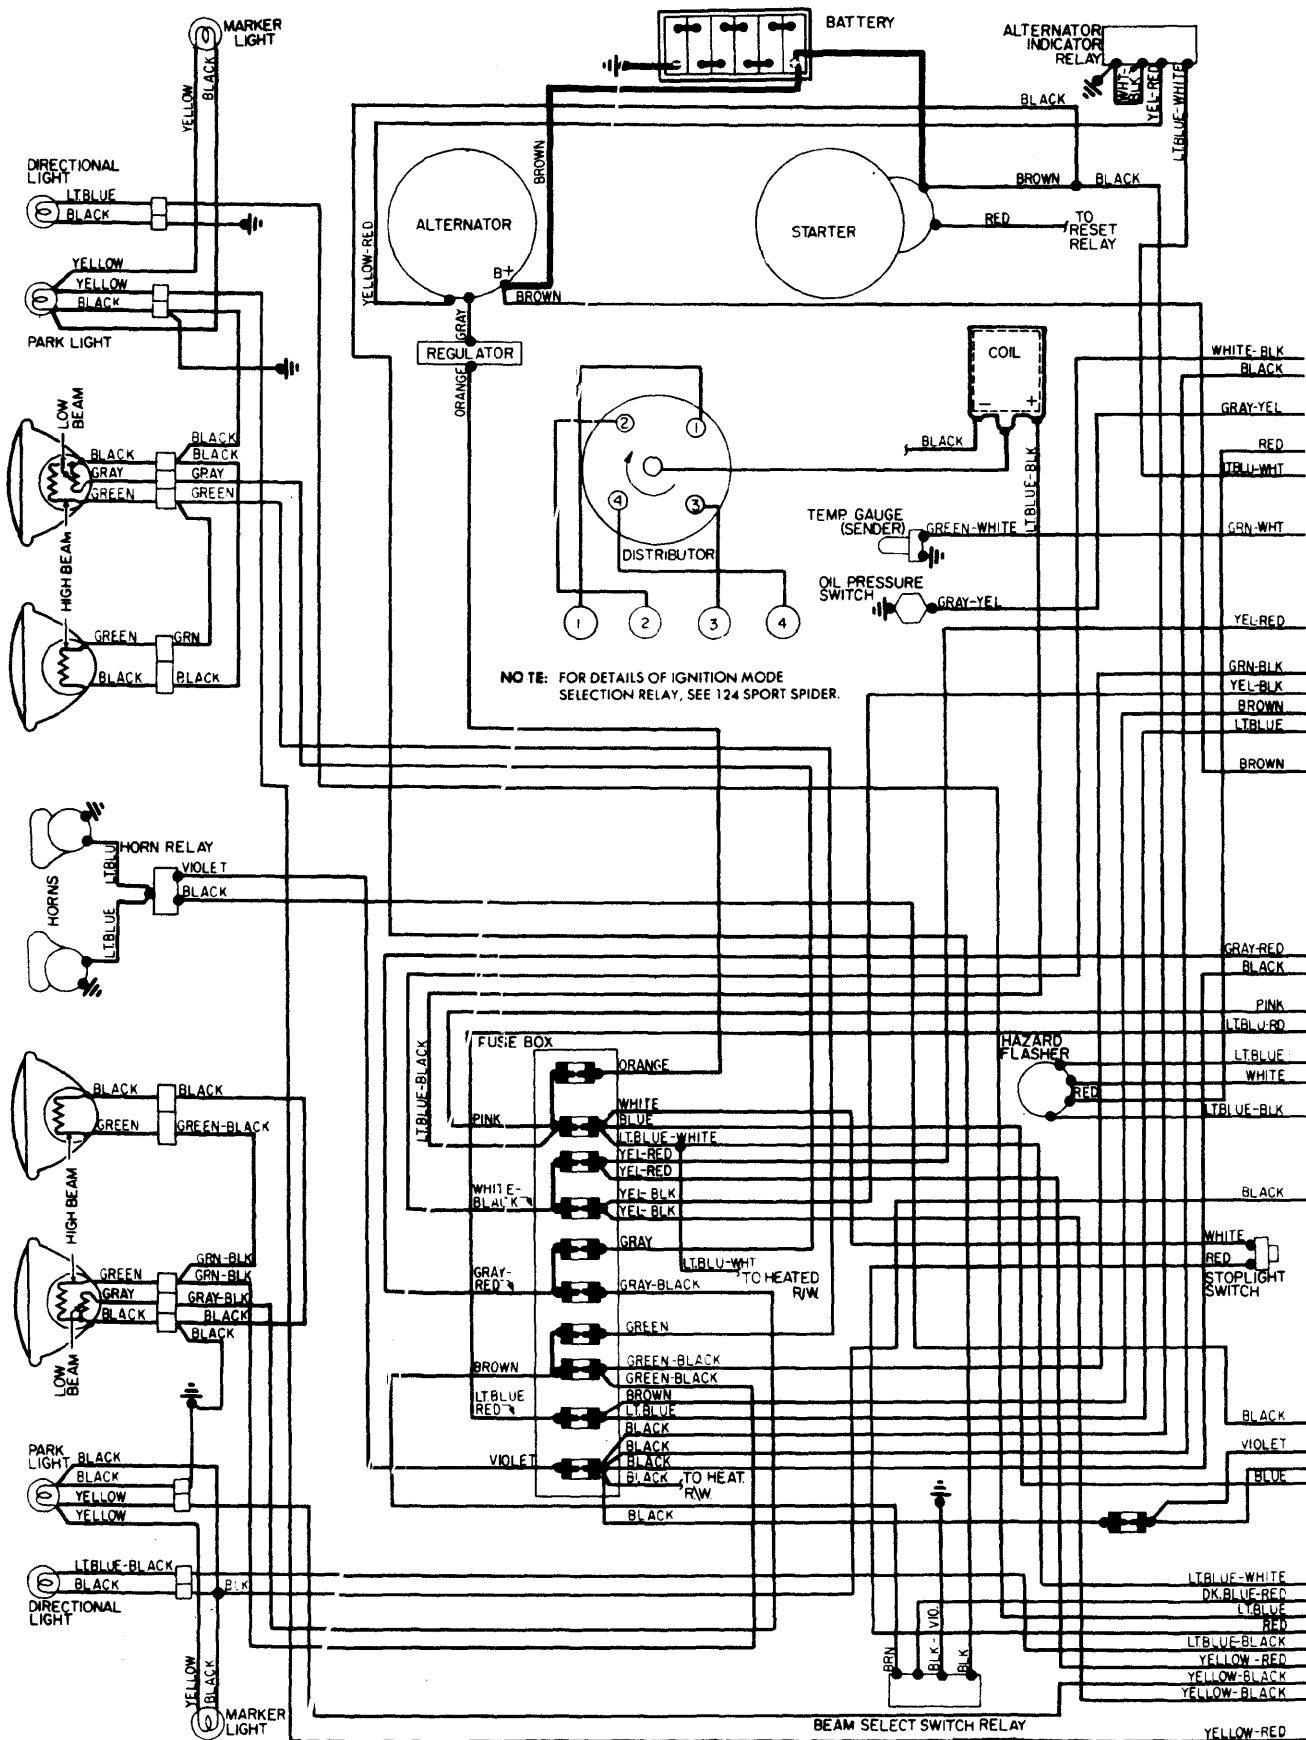 MARKER
LIGHT
YELLOW
BLACK
BATTERY
ALTERNATOR
INDICATOR
RELAY
WHT-
BLK
YEL-RED
LT.BLUE-WHITE
BLACK
DIRECTIONAL
LIGHT
LT.BLUE
BLACK
BROWN
BROWN
BLACK
ALTERNATOR
B+
BROWN
YELLOW-RED
GRAY
STARTER
RED
TO
RESET
RELAY
YELLOW
YELLOW
BLACK
PARK LIGHT
REGULATOR
ORANGE
COIL
-
+
BLACK
LT.BLUE-BLK
WHITE-BLK
BLACK
GRAY-YEL
RED
LTBLU-WHT
GRN-WHT
LOW
BEAM
BLACK
BLACK
BLACK
GRAY
GRAY
GREEN
GREEN
HIGH BEAM
2
1
4
3
DISTRIBUTOR
1
2
3
4
TEMP. GAUGE
(SENDER)
GREEN-WHITE
OIL PRESSURE
SWITCH
GRAY-YEL
GREEN
GRN
BLACK
BLACK
NOTE: FOR DETAILS OF IGNITION MODE
SELECTION RELAY, SEE 124 SPORT SPIDER.
YEL-RED
GRN-BLK
YEL-BLK
BROWN
LT.BLUE
BROWN
HORN RELAY
LT.BLU
VIOLET
BLACK
HORNS
LT.BLUE
GRAY-RED
BLACK
PINK
LT.BLU-RD
FUSE BOX
HAZARD
FLASHER
RED
LT.BLUE
WHITE
LT.BLUE-BLK
BLACK
LT.BLUE-BLACK
ORANGE
PINK
WHITE
BLUE
LT.BLUE-WHITE
YEL-RED
YEL-RED
WHITE-
BLACK
YEL-BLK
YEL-BLK
GRAY
LT.BLU-WHT
TO HEATED
R/W.
GRAY-
RED
GRAY-BLACK
GREEN
BROWN
GREEN-BLACK
GREEN-BLACK
LT.BLUE
RED
BROWN
LT.BLUE
BLACK
BLACK
VIOLET
BLACK
BLACK
TO HEAT.
R\W.
BLACK
WHITE
RED
STOPLIGHT
SWITCH
BLACK
BLACK
GREEN
GREEN-BLACK
HIGH BEAM
GRN-BLK
GREEN
GRN-BLK
GRAY
GRAY-BLK
BLACK
BLACK
BLACK
LOW
BEAM
BLACK
VIOLET
BLUE
PARK
LIGHT
BLACK
BLACK
YELLOW
YELLOW
LT.BLUE-BLACK
BLACK
BLK
DIRECTIONAL
LIGHT
YELLOW
BLACK
MARKER
LIGHT
BRN
BLK - VIO.
BLK
BEAM SELECT SWITCH RELAY
LT.BLUE-WHITE
DK.BLUE-RED
LT.BLUE
RED
LT.BLUE-BLACK
YELLOW-RED
YELLOW-BLACK
YELLOW-BLACK
YELLOW-RED